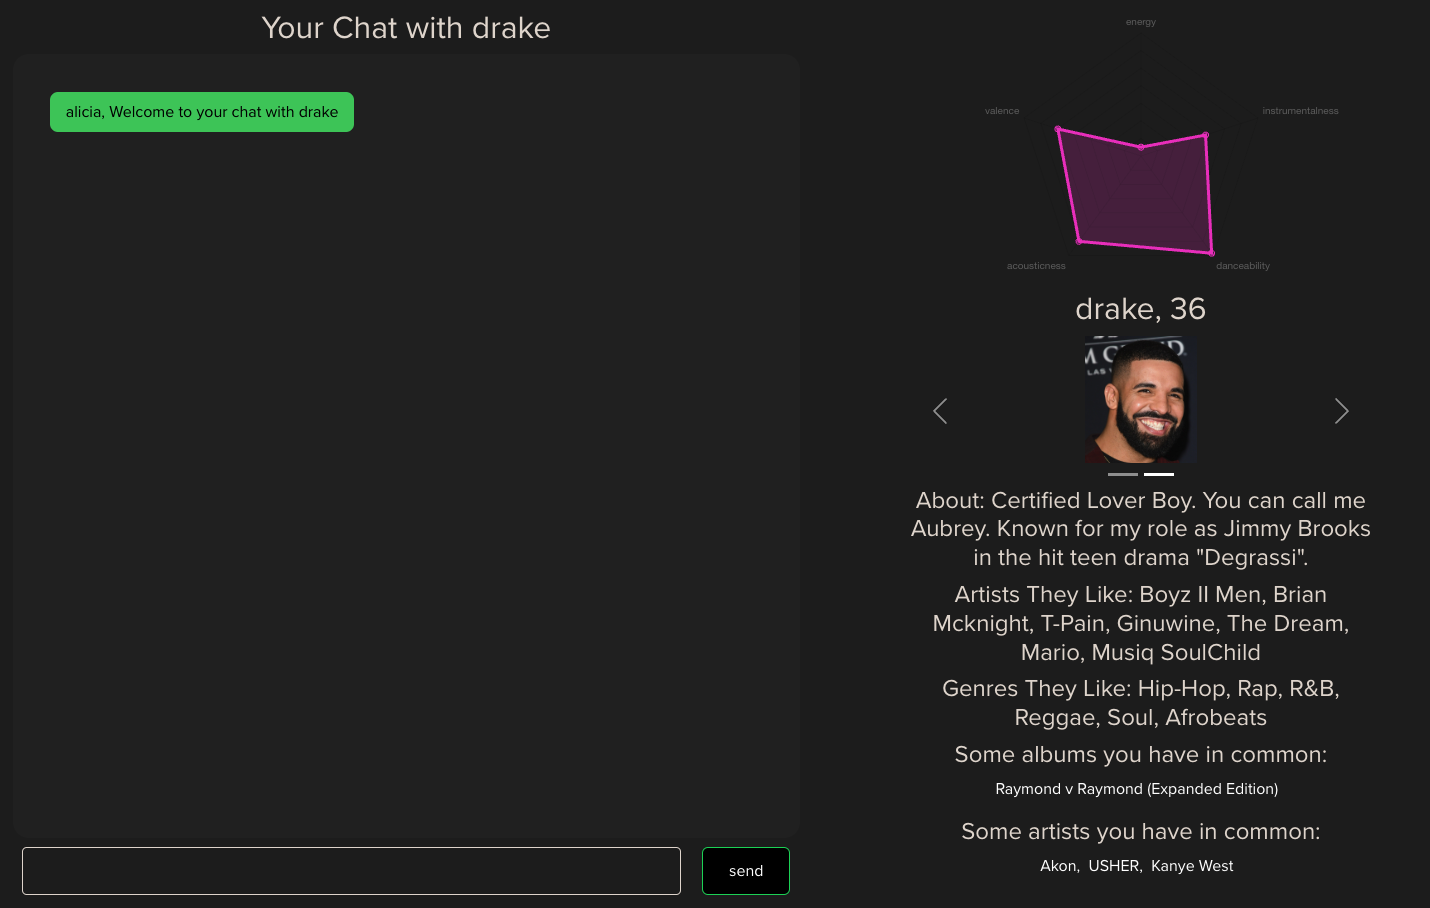 Your Chat with drake
alicia, Welcome to your chat with drake
send
energy
valence
instrumentalness
acousticness
danceability
drake, 36
About: Certified Lover Boy. You can call me
Aubrey. Known for my role as Jimmy Brooks
in the hit teen drama "Degrassi".
Artists They Like: Boyz II Men, Brian
Mcknight, T-Pain, Ginuwine, The Dream,
Mario, Musiq SoulChild
Genres They Like: Hip-Hop, Rap, R&B,
Reggae, Soul, Afrobeats
Some albums you have in common:
Raymond v Raymond (Expanded Edition)
Some artists you have in common:
Akon,  USHER,  Kanye West